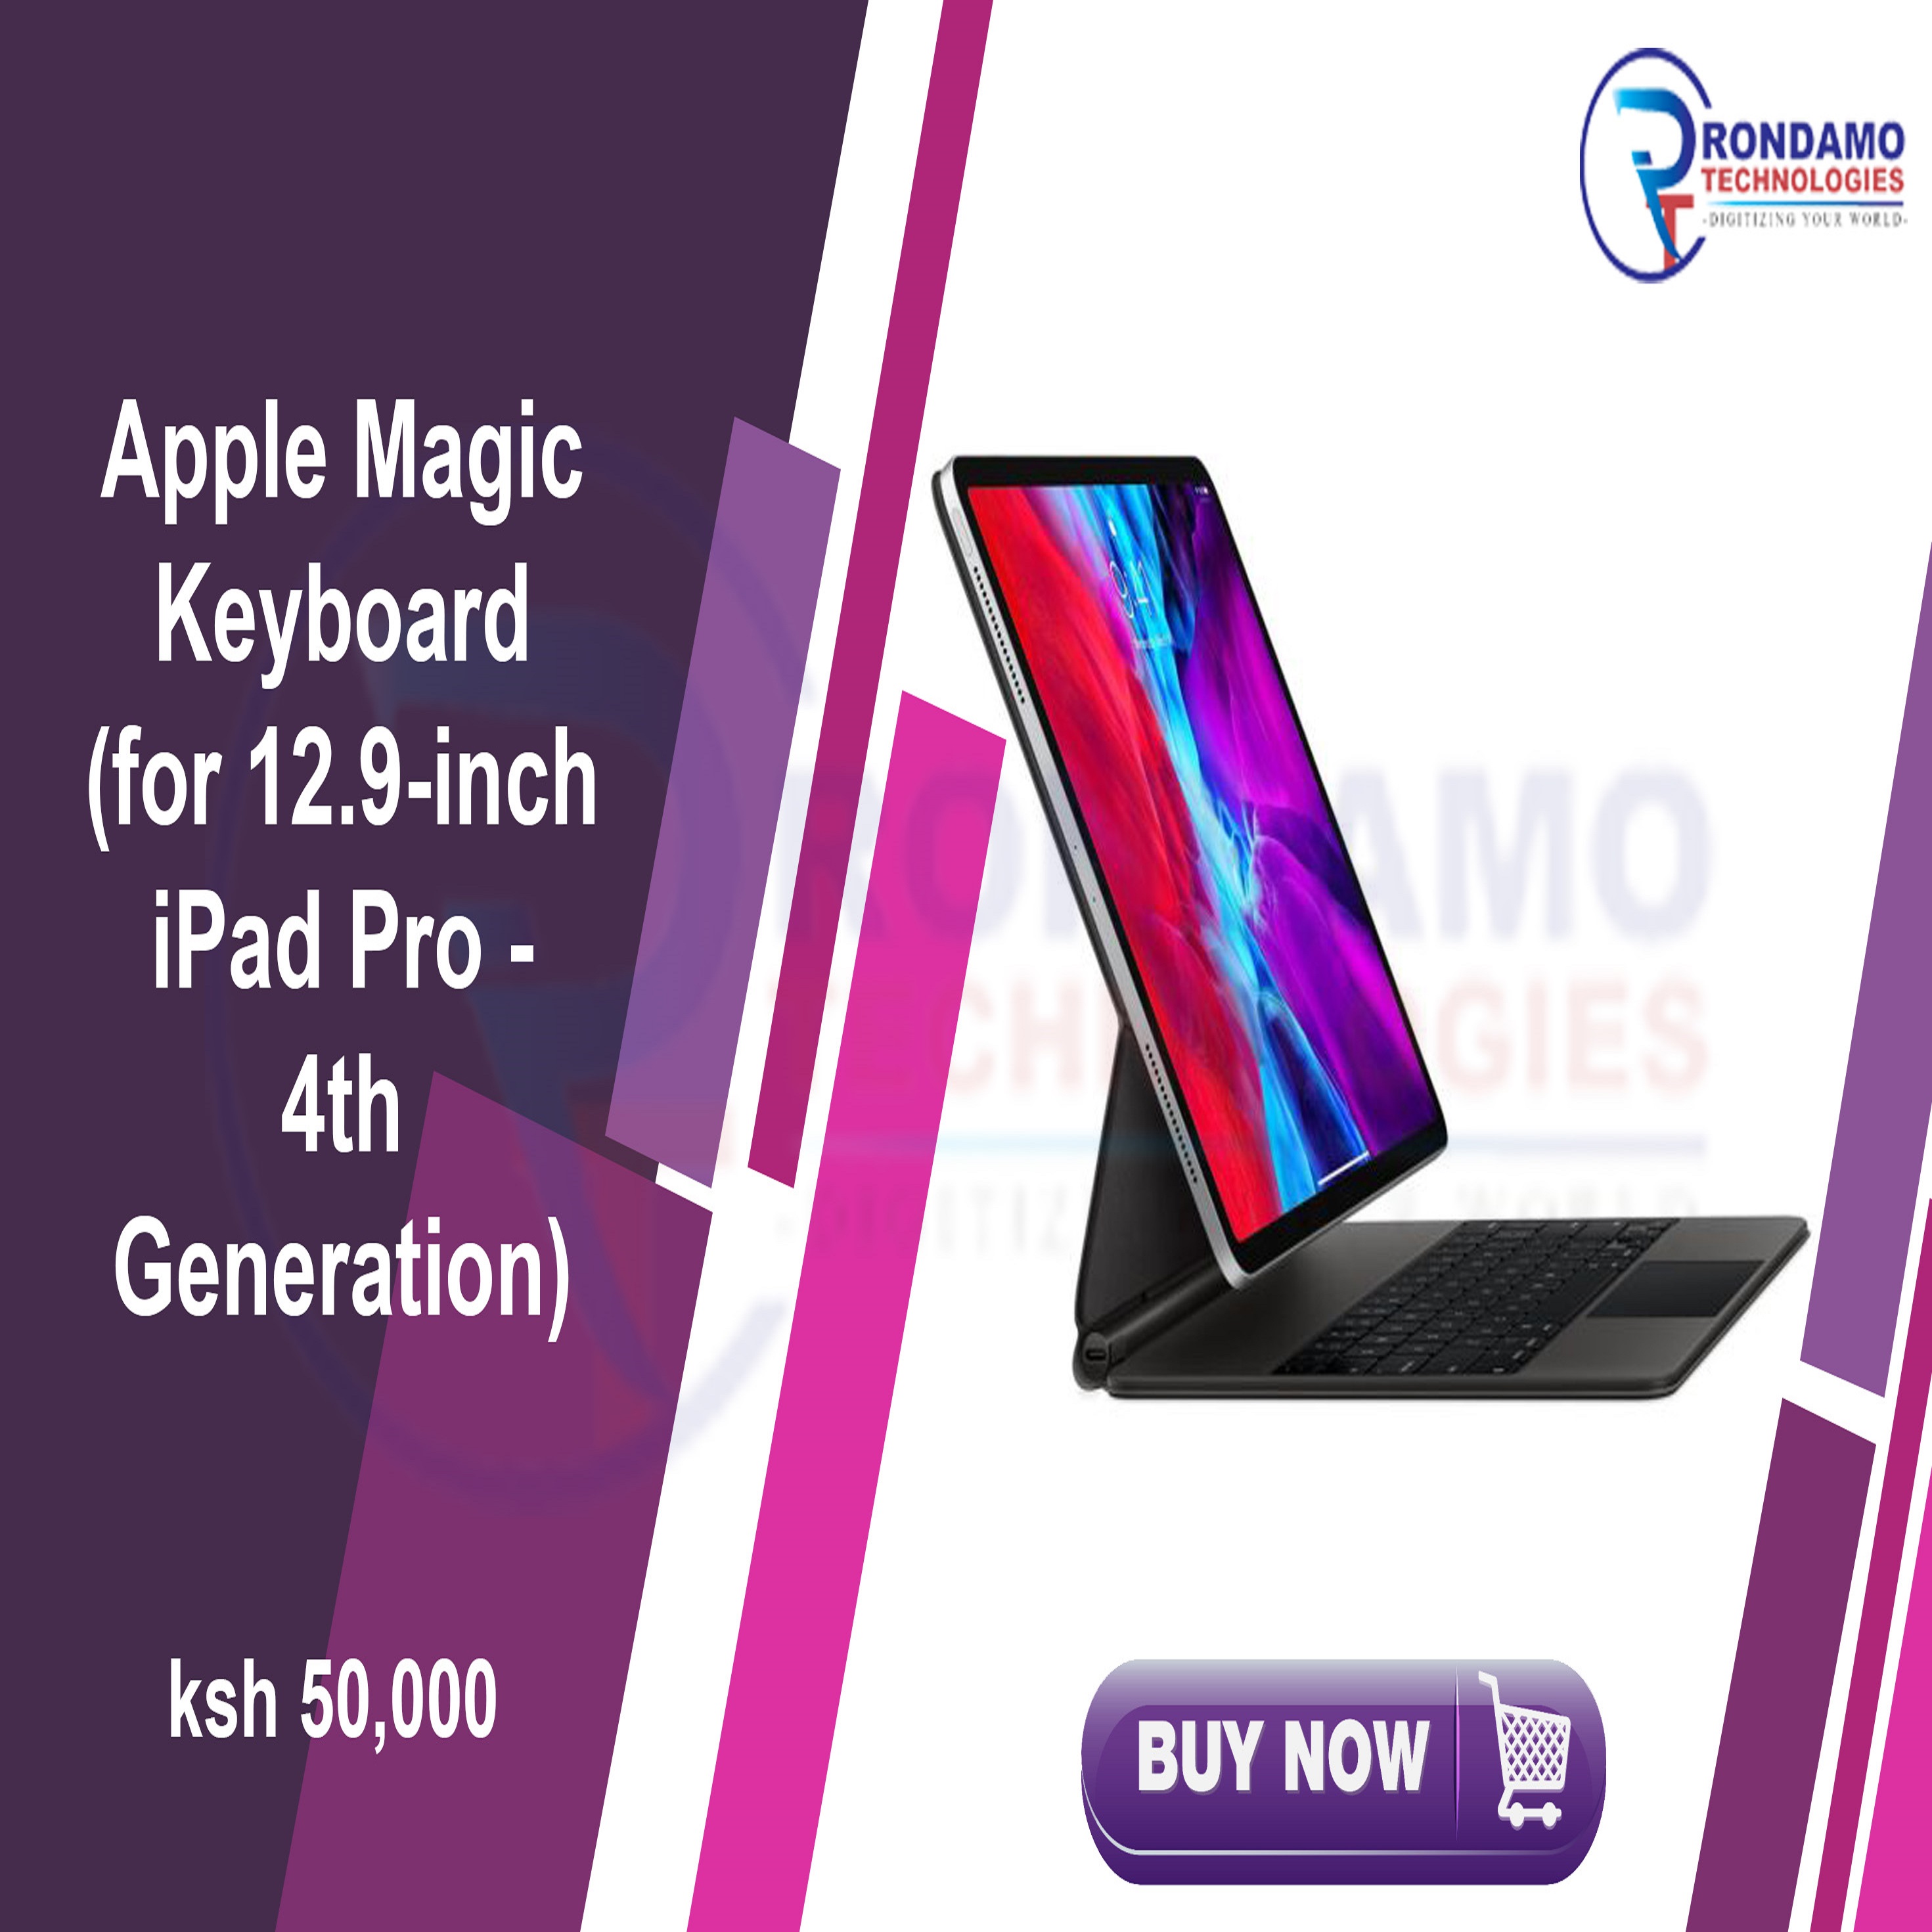 RONDAMO
TECHNOLOGIES
-DIGITIZING YOUR WORLD-
Apple Magic
Keyboard
(for 12.9-inch
iPad Pro -
4th
Generation)
ksh 50,000
BUY NOW